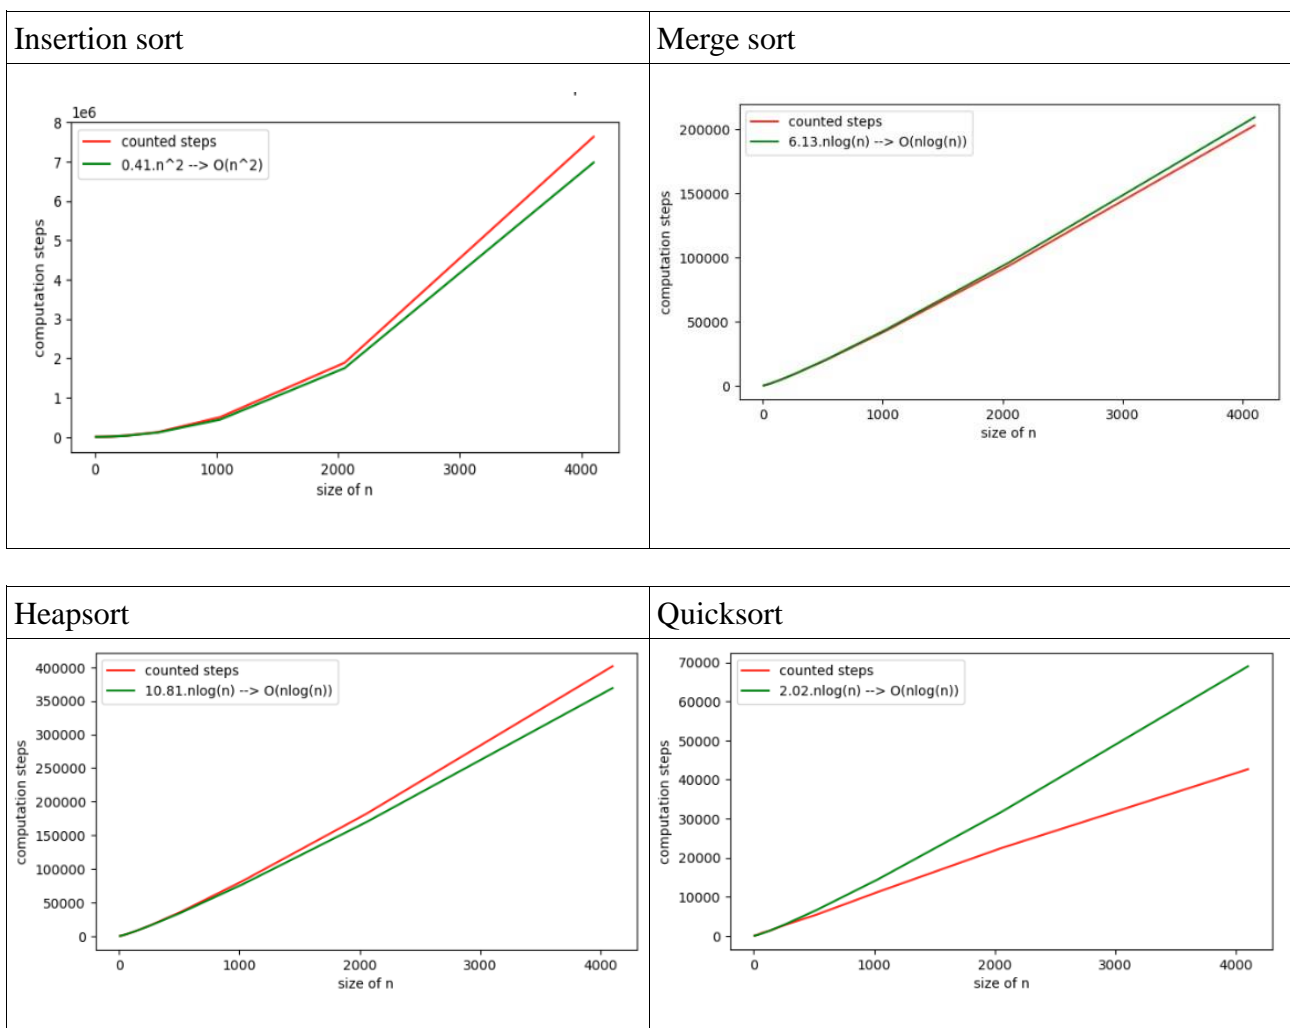 Insertion sort
Merge sort
1e6
8
7
6
5
4
3
2
1
0
computation steps
counted steps
0.41.n^2 --> O(n^2)
0 1000 2000 3000 4000
size of n
200000
150000
100000
50000
0
computation steps
counted steps
6.13.nlog(n) --> O(nlog(n))
0 1000 2000 3000 4000
size of n
Heapsort
Quicksort
400000
350000
300000
250000
200000
150000
100000
50000
0
computation steps
counted steps
10.81.nlog(n) --> O(nlog(n))
0 1000 2000 3000 4000
size of n
70000
60000
50000
40000
30000
20000
10000
0
computation steps
counted steps
2.02.nlog(n) --> O(nlog(n))
0 1000 2000 3000 4000
size of n